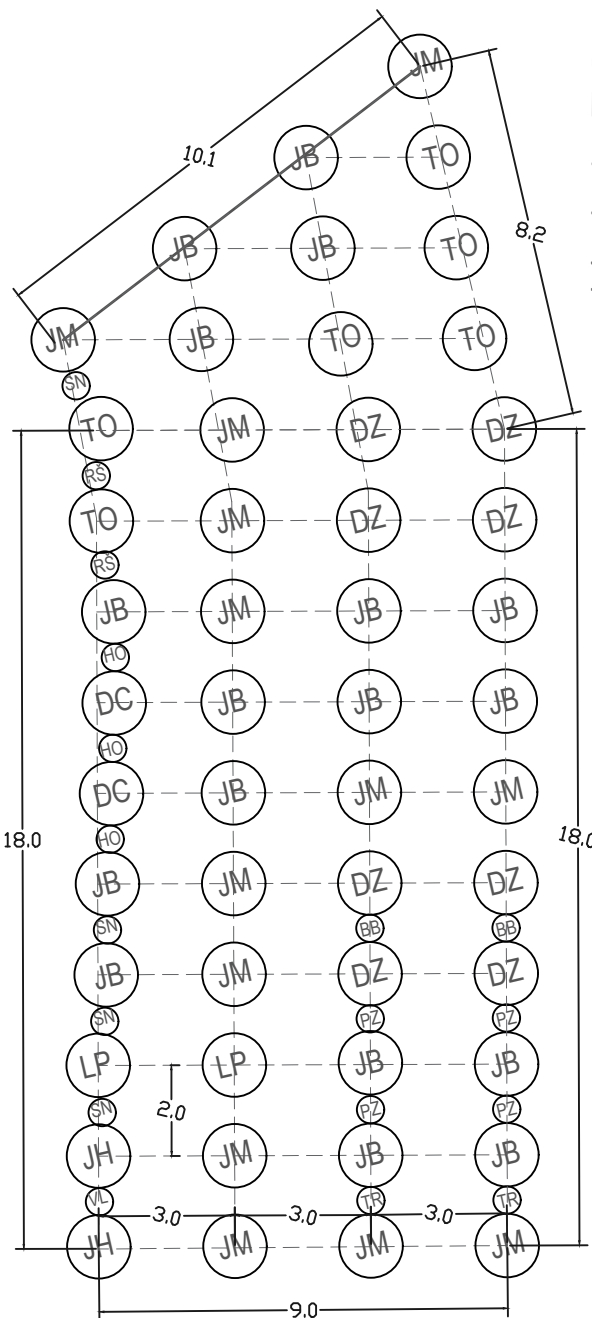 JM
10.1
JB TO
8.2
JB JB TO
JM JB TO TO
SN
TO JM DZ DZ
RŠ
TO JM DZ DZ
RŠ
JB JM JB JB
HO
DC JB JB JB
HO
DC JB JM JM
18.0 HO 18.0
JB JM DZ DZ
SN BB BB
JB JM DZ DZ
SN PZ PZ
LP LP JB JB
SN 2.0 PZ PZ
JH JM JB JB
VL TR TR
3.0 3.0 3.0
JH JM JM JM
9.0